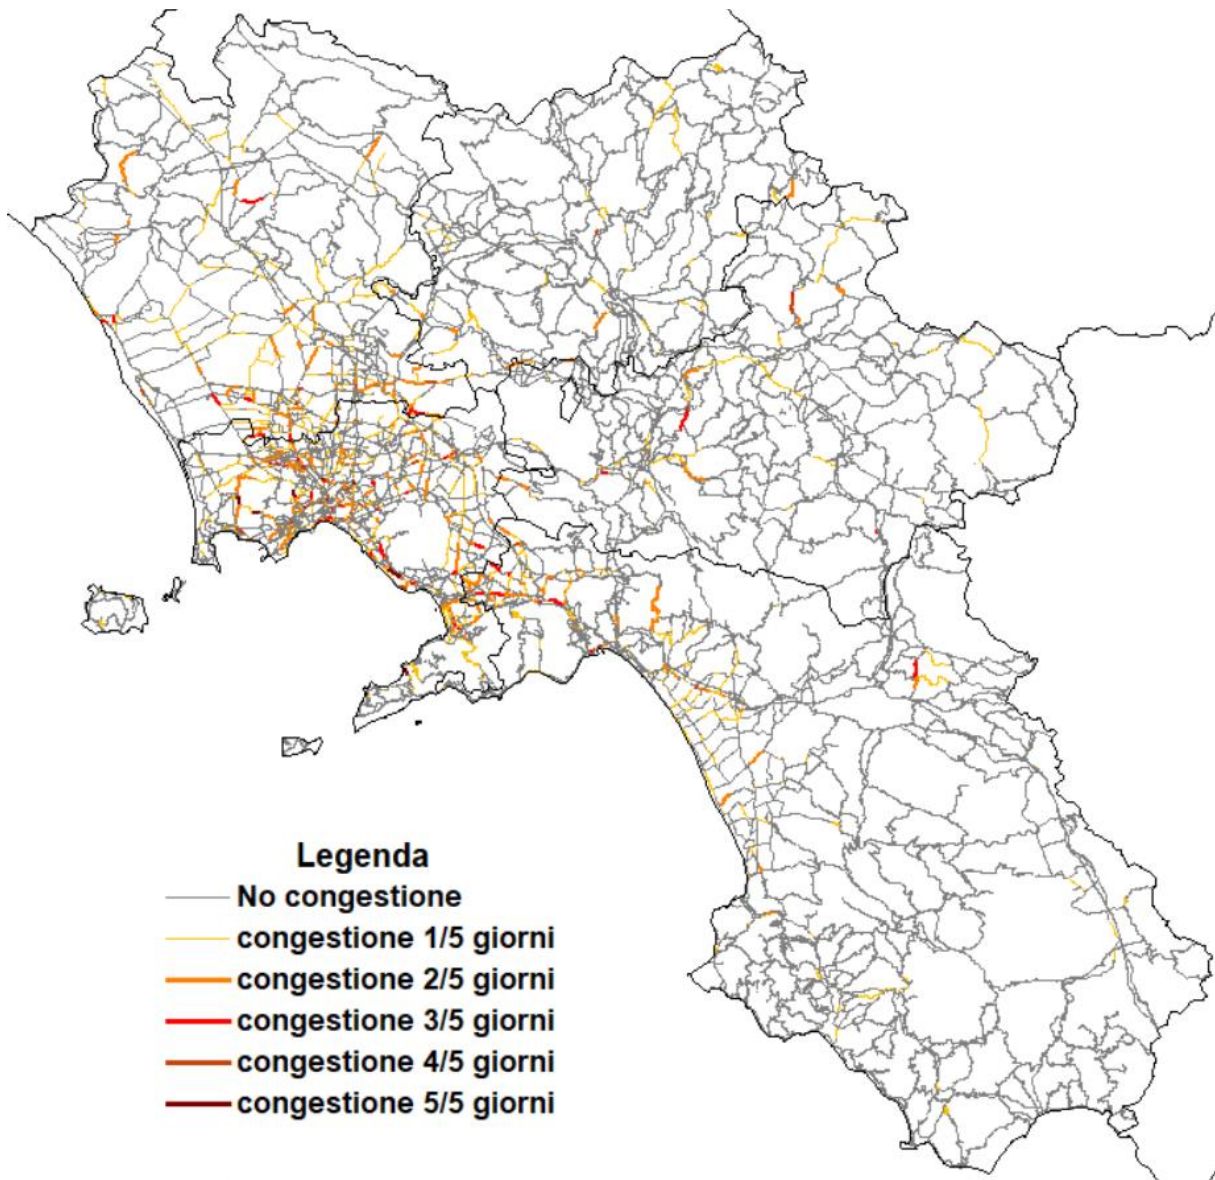 Legenda
No congestione
congestione 1/5 giorni
congestione 2/5 giorni
congestione 3/5 giorni
congestione 4/5 giorni
congestione 5/5 giorni